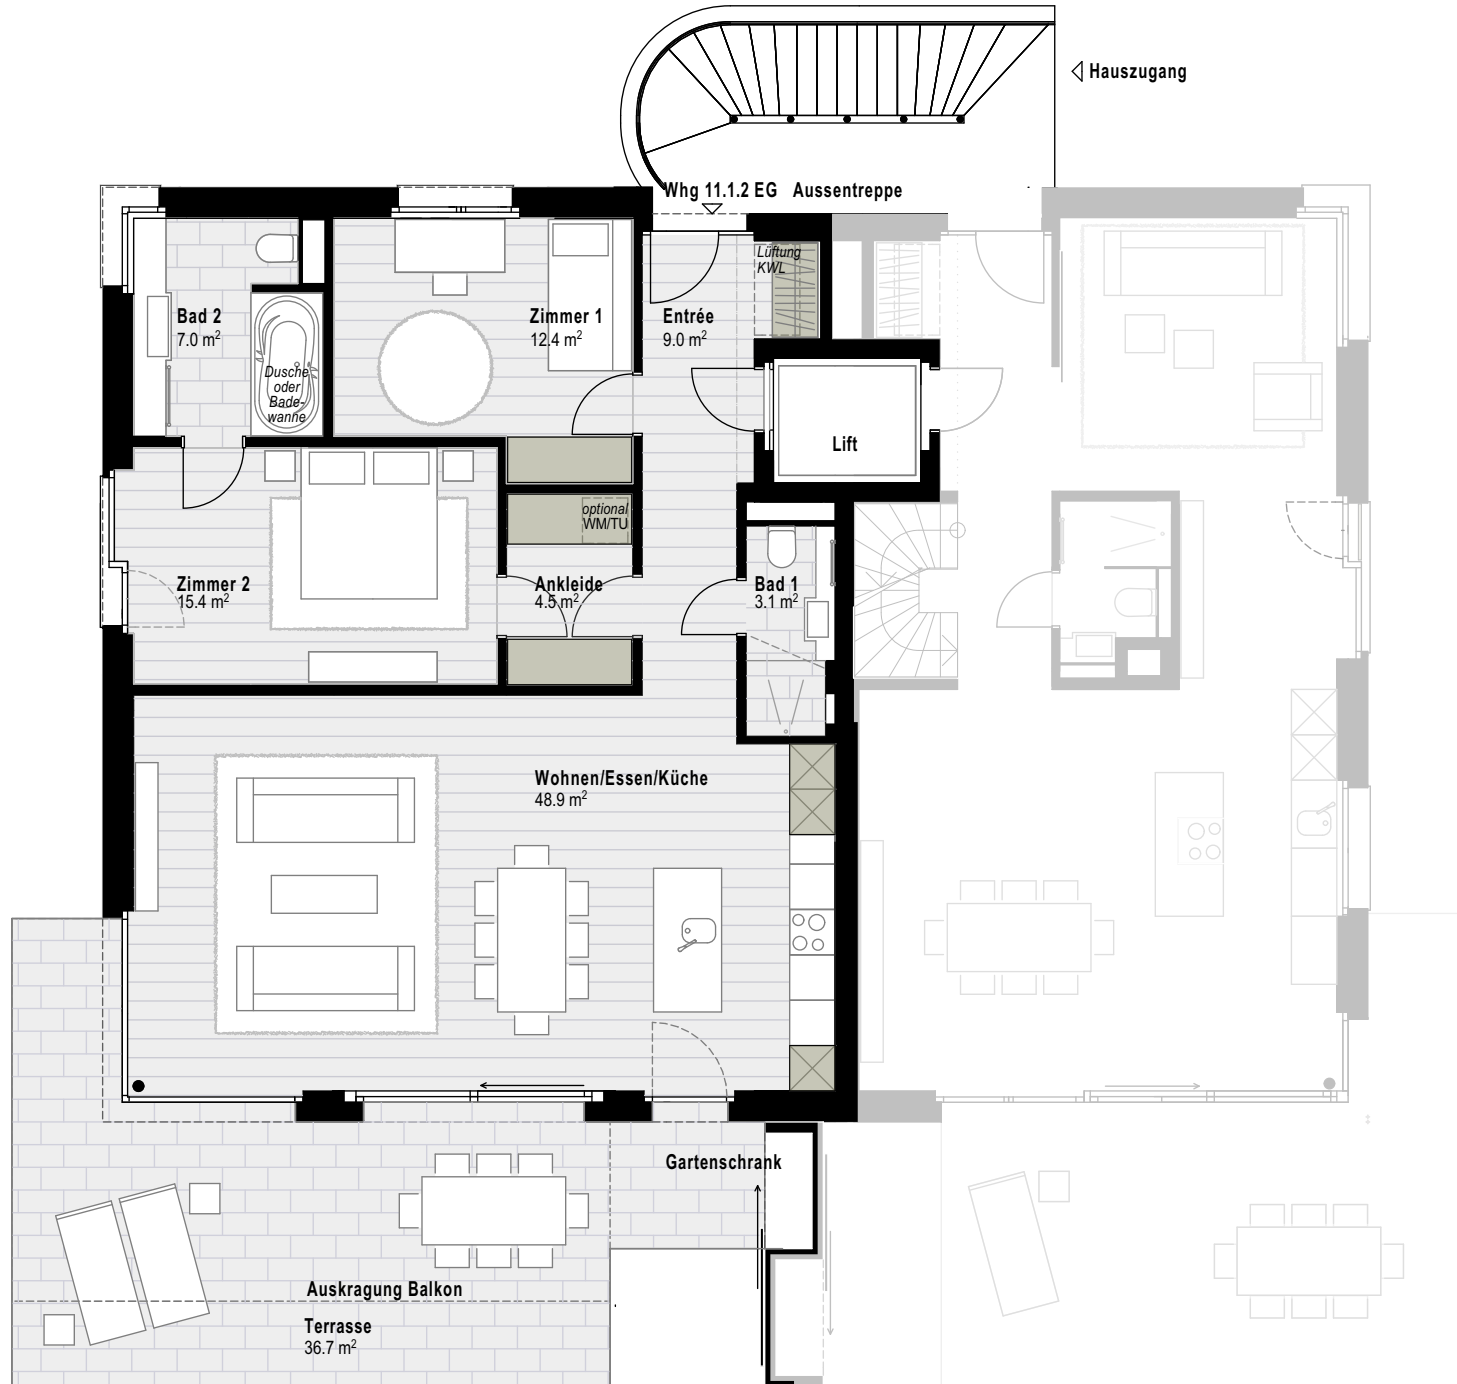 Hauszugang
Whg 11.1.2 EG Aussentreppe
Lüftung
KWL
Bad 2
7.0 m²
Zimmer 1
12.4 m²
Entrée
9.0 m²
Dusche
oder
Bade-
wanne
Lift
optional
WM/TU
Zimmer 2
15.4 m²
Ankleide
4.5 m²
Bad 1
3.1 m²
Wohnen/Essen/Küche
48.9 m²
Gartenschrank
Auskragung Balkon
Terrasse
36.7 m²